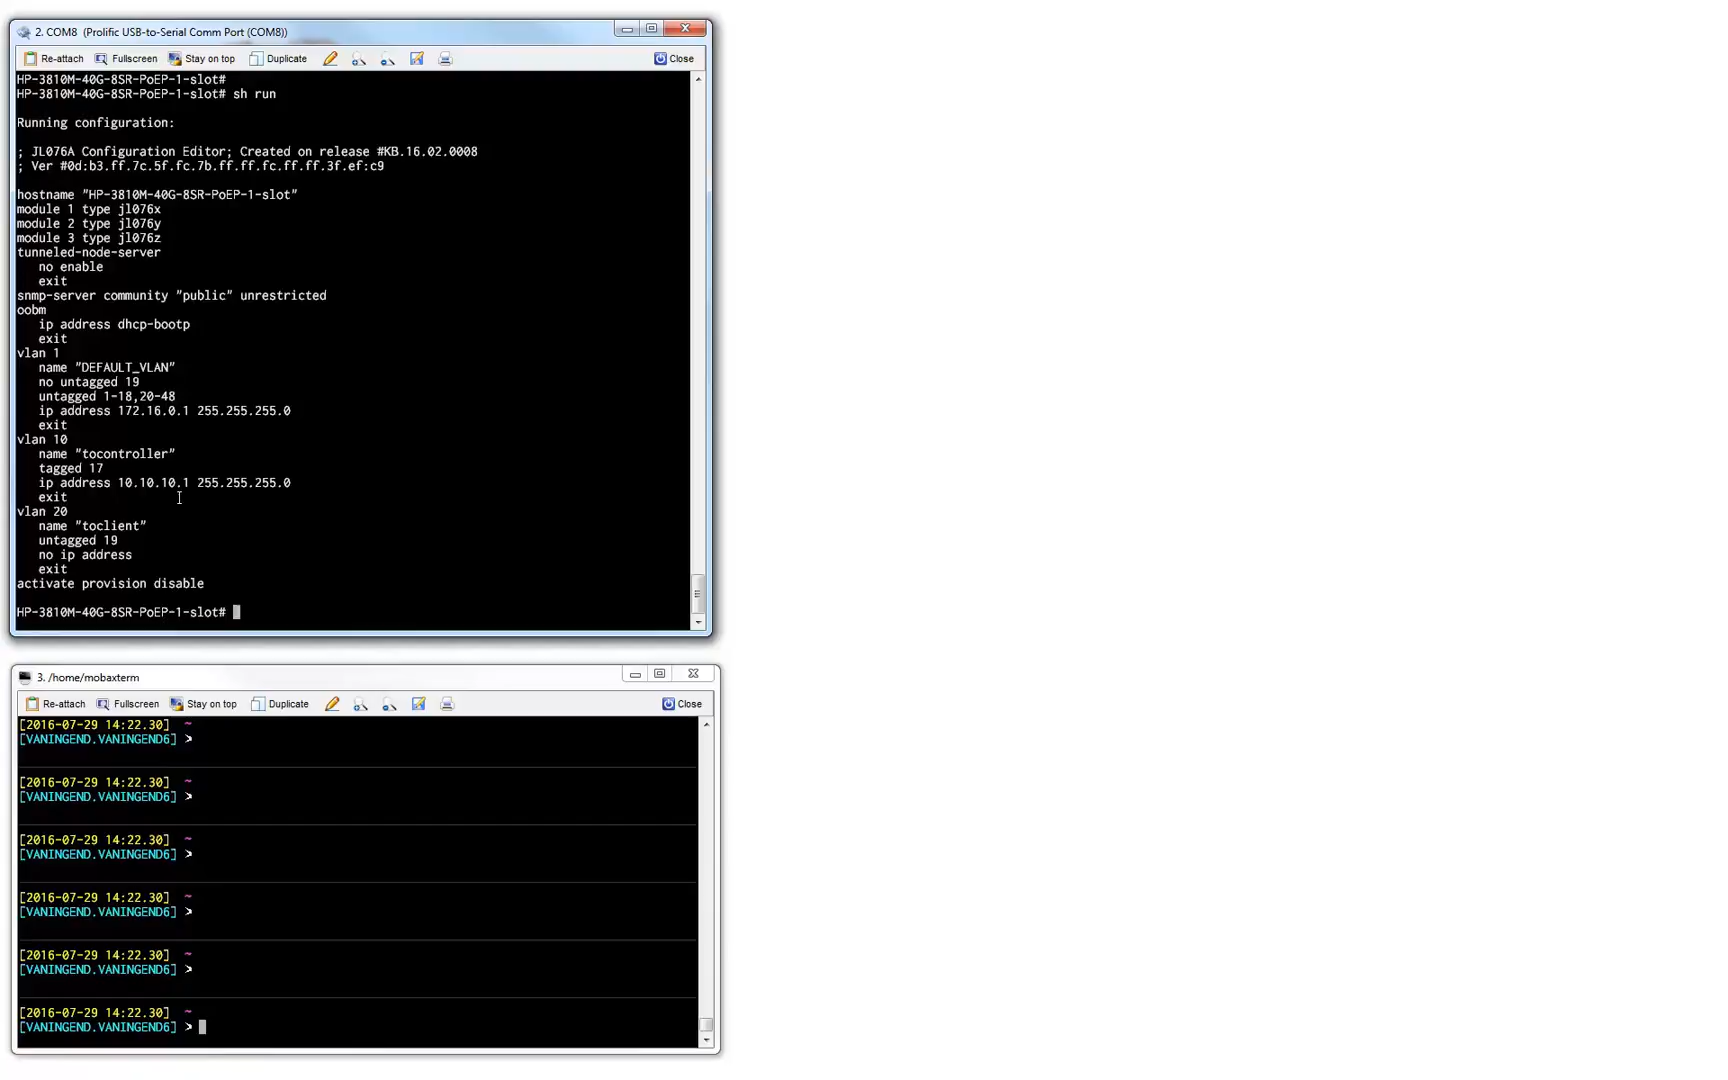 2. COM8 (Prolific USB-to-Serial Comm Port (COM8))
Re-attach Fullscreen Stay on top Duplicate Close
HP-3810M-40G-8SR-PoEP-1-slot#
HP-3810M-40G-8SR-PoEP-1-slot# sh run
Running configuration:
; JL076A Configuration Editor; Created on release #KB.16.02.0008
; Ver #0d:b3.ff.7c.5f.fc.7b.ff.ff.fc.ff.ff.3f.ef:c9
hostname "HP-3810M-40G-8SR-PoEP-1-slot"
module 1 type jl076x
module 2 type jl076y
module 3 type jl076z
tunneled-node-server
no enable
exit
snmp-server community "public" unrestricted
oobm
ip address dhcp-bootp
exit
vlan 1
name "DEFAULT_VLAN"
no untagged 19
untagged 1-18,20-48
ip address 172.16.0.1 255.255.255.0
exit
vlan 10
name "tocontroller"
tagged 17
ip address 10.10.10.1 255.255.255.0
exit
vlan 20
name "toclient"
untagged 19
no ip address
exit
activate provision disable
HP-3810M-40G-8SR-PoEP-1-slot#
3. /home/mobaxterm
Re-attach Fullscreen Stay on top Duplicate Close
[2016-07-29 14:22.30] ~
[VANINGEND.VANINGEND6] >
[2016-07-29 14:22.30] ~
[VANINGEND.VANINGEND6] >
[2016-07-29 14:22.30] ~
[VANINGEND.VANINGEND6] >
[2016-07-29 14:22.30] ~
[VANINGEND.VANINGEND6] >
[2016-07-29 14:22.30] ~
[VANINGEND.VANINGEND6] >
[2016-07-29 14:22.30] ~
[VANINGEND.VANINGEND6] >